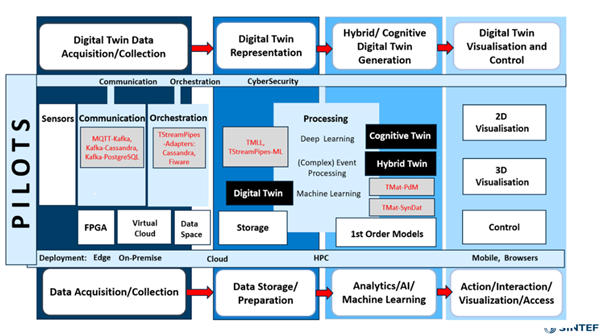 Digital Twin Data
Acquisition/Collection
Digital Twin
Representation
Hybrid/ Cognitive
Digital Twin
Generation
Digital Twin
Visualisation and
Control
Communication
Orchestration
CyberSecurity
PILOTS
Sensors
Communication
MQTT-Kafka,
Kafka-Cassandra,
Kafka-PostgreSQL
Orchestration
TStreamPipes
-Adapters:
Cassandra,
Fiware
TMLL,
TStreamPipes-ML
Digital Twin
Processing
Deep Learning
(Complex) Event
Processing
Machine Learning
Cognitive Twin
Hybrid Twin
TMat-PdM
TMat-SynDat
2D
Visualisation
3D
Visualisation
FPGA
Virtual
Cloud
Data
Space
Storage
1st Order Models
Control
Deployment:
Edge
On-Premise
Cloud
HPC
Mobile, Browsers
Data Acquisition/Collection
Data Storage/
Preparation
Analytics/AI/
Machine Learning
Action/Interaction/
Visualization/Access
SINTEF